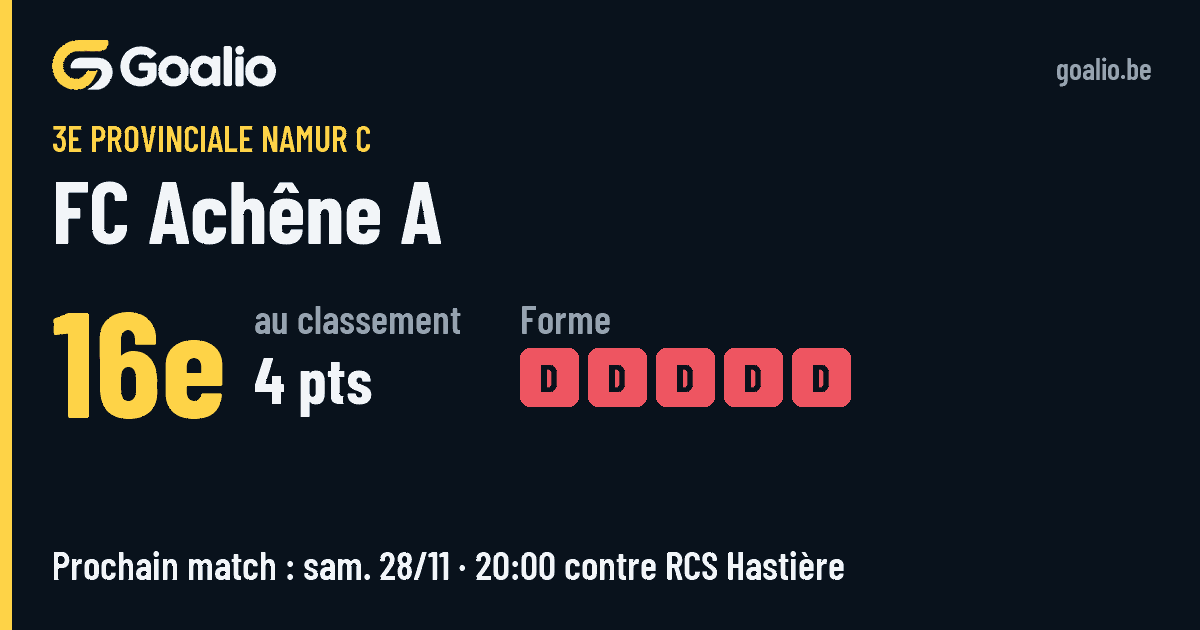 Goalio
goalio.be
3E PROVINCIALE NAMUR C
FC Achêne A
16e
au classement
4 pts
Forme
D D D D D
Prochain match : sam. 28/11 · 20:00 contre RCS Hastière